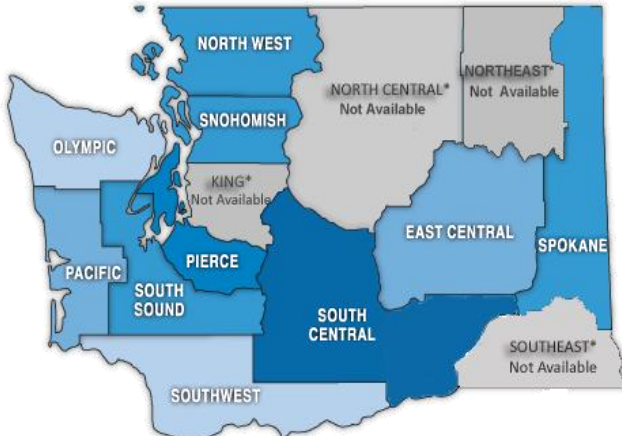 NORTH WEST
NORTH CENTRAL*
Not Available
NORTHEAST*
Not Available
SNOHOMISH
OLYMPIC
KING*
Not Available
EAST CENTRAL
SPOKANE
PIERCE
PACIFIC
SOUTH
SOUND
SOUTH
CENTRAL
SOUTHEAST*
Not Available
SOUTHWEST